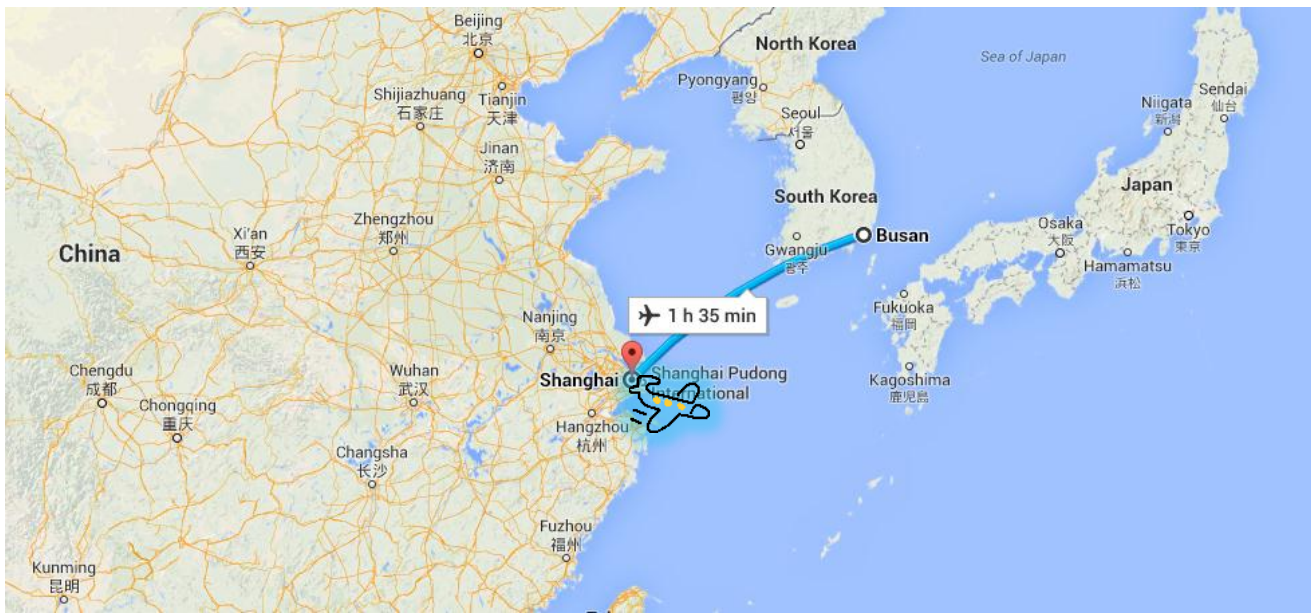 Beijing
北京
North Korea
Sea of Japan
Pyongyang
평양
Shijiazhuang
石家庄
Tianjin
天津
Sendai
仙台
Niigata
新潟
Seoul
서울
Jinan
济南
South Korea
Japan
Zhengzhou
郑州
Xi'an
西安
China
Busan
Gwangju
광주
Osaka
大阪
Tokyo
東京
Hamamatsu
浜松
1 h 35 min
Nanjing
南京
Fukuoka
福岡
Chengdu
成都
Wuhan
武汉
Shanghai
Shanghai Pudong
International
Kagoshima
鹿児島
Chongqing
重庆
Hangzhou
杭州
Changsha
长沙
Fuzhou
福州
Kunming
昆明